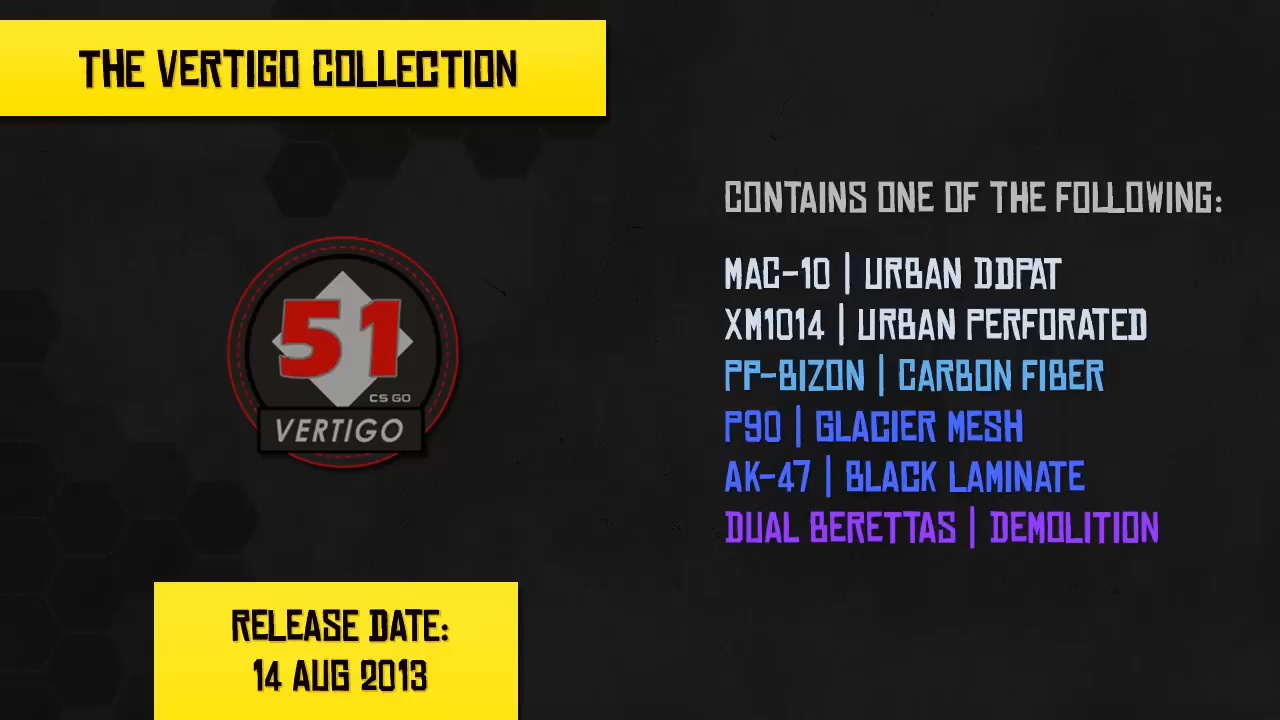 THE VERTIGO COLLECTION
CONTAINS ONE OF THE FOLLOWING:
MAC-10 | URBAN DDPAT
XM1014 | URBAN PERFORATED
PP-BIZON | CARBON FIBER
P90 | GLACIER MESH
AK-47 | BLACK LAMINATE
DUAL BERETTAS | DEMOLITION
51
CS GO
VERTIGO
RELEASE DATE:
14 AUG 2013